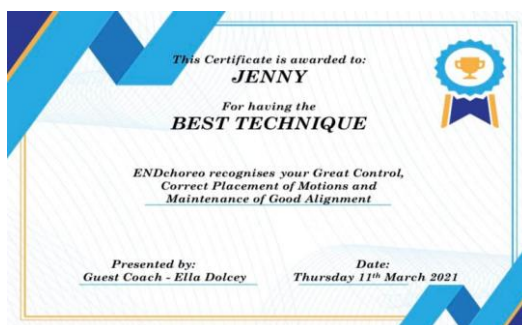 This Certificate is awarded to:
JENNY
For having the
BEST TECHNIQUE
ENDchoreo recognises your Great Control,
Correct Placement of Motions and
Maintenance of Good Alignment
Presented by:
Guest Coach - Ella Dolcey
Date:
Thursday 11th March 2021